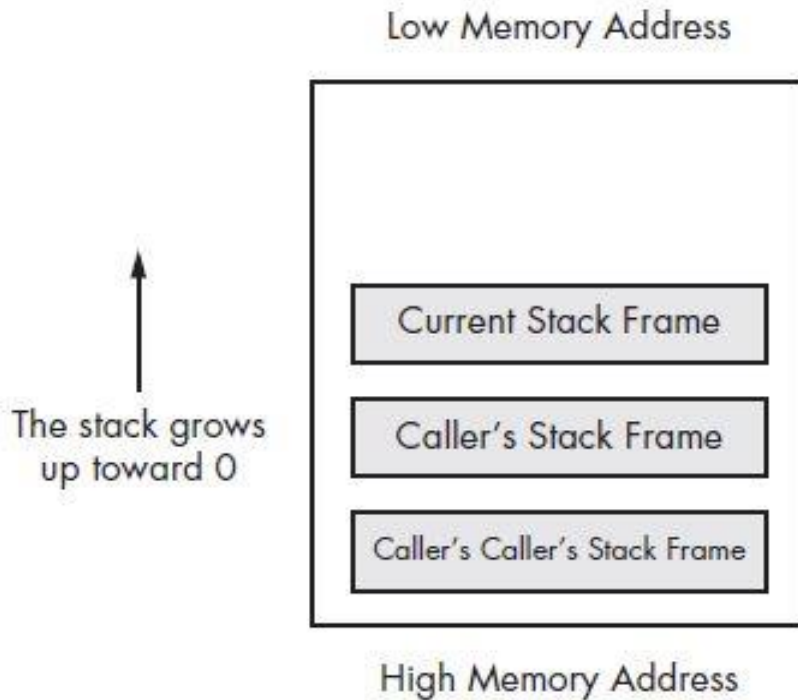 Low Memory Address
Current Stack Frame
The stack grows
up toward 0
Caller's Stack Frame
Caller's Caller's Stack Frame
High Memory Address